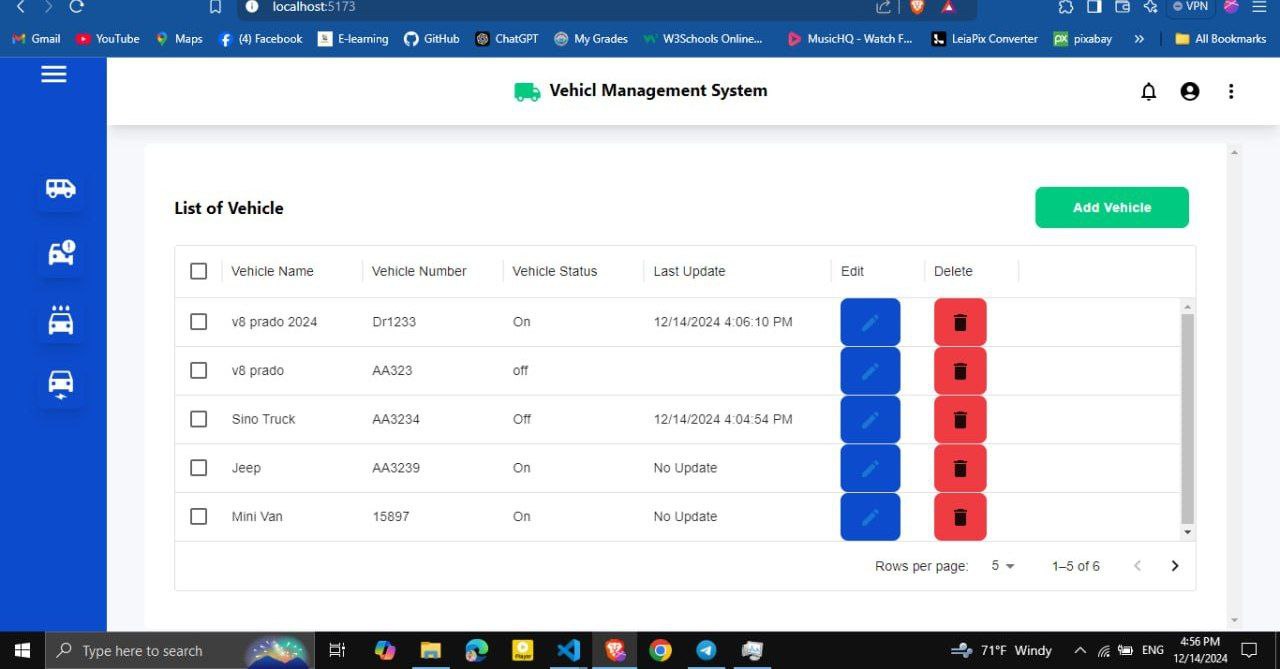 localhost:5173
VPN
Gmail YouTube Maps (4) Facebook E-learning GitHub ChatGPT My Grades W3Schools Online... MusicHQ - Watch F... LeiaPix Converter px pixabay » All Bookmarks
Vehicl Management System
List of Vehicle
Add Vehicle
Vehicle Name Vehicle Number Vehicle Status Last Update Edit Delete
v8 prado 2024 Dr1233 On 12/14/2024 4:06:10 PM
v8 prado AA323 off
Sino Truck AA3234 Off 12/14/2024 4:04:54 PM
Jeep AA3239 On No Update
Mini Van 15897 On No Update
Rows per page: 5 1–5 of 6
Type here to search
71°F Windy
ENG
4:56 PM
12/14/2024